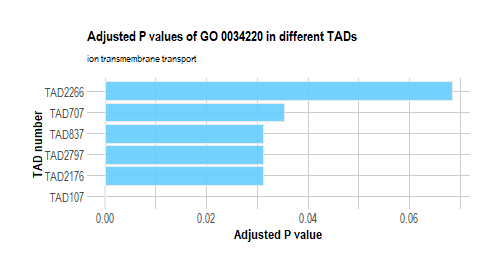 Adjusted P values of GO 0034220 in different TADs
ion transmembrane transport
TAD number
TAD2266
TAD707
TAD837
TAD2797
TAD2176
TAD107
0.00 0.02 0.04 0.06
Adjusted P value